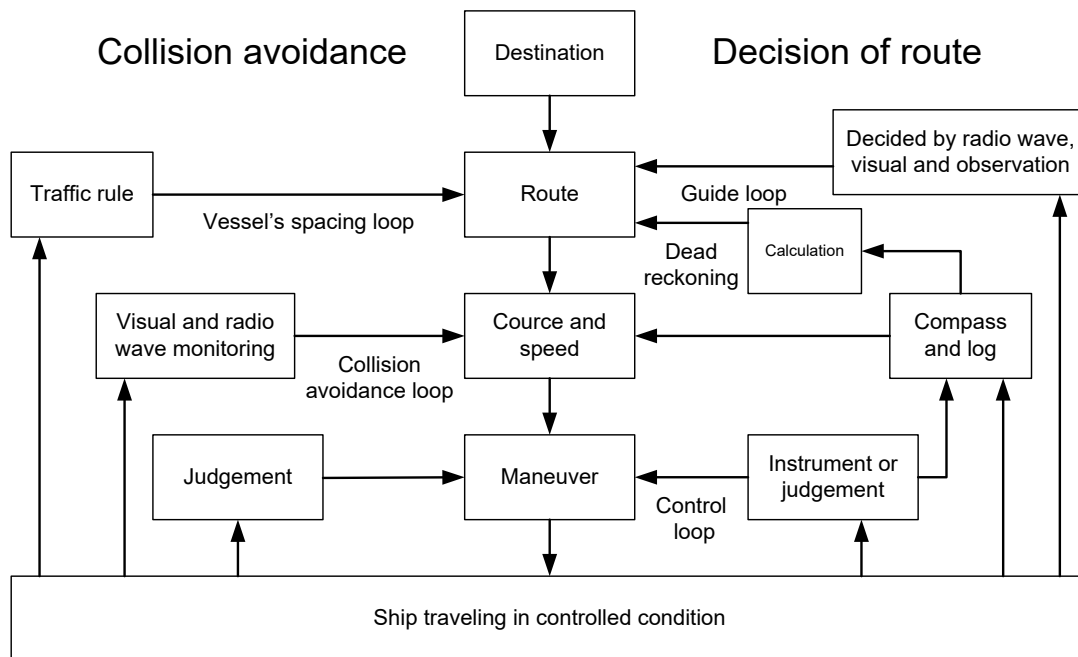 Collision avoidance
Destination
Decision of route
Decided by radio wave,
visual and observation
Traffic rule
Route
Guide loop
Vessel’s spacing loop
Dead
reckoning
Calculation
Visual and radio
wave monitoring
Cource and
speed
Compass
and log
Collision
avoidance loop
Judgement
Maneuver
Instrument or
judgement
Control
loop
Ship traveling in controlled condition